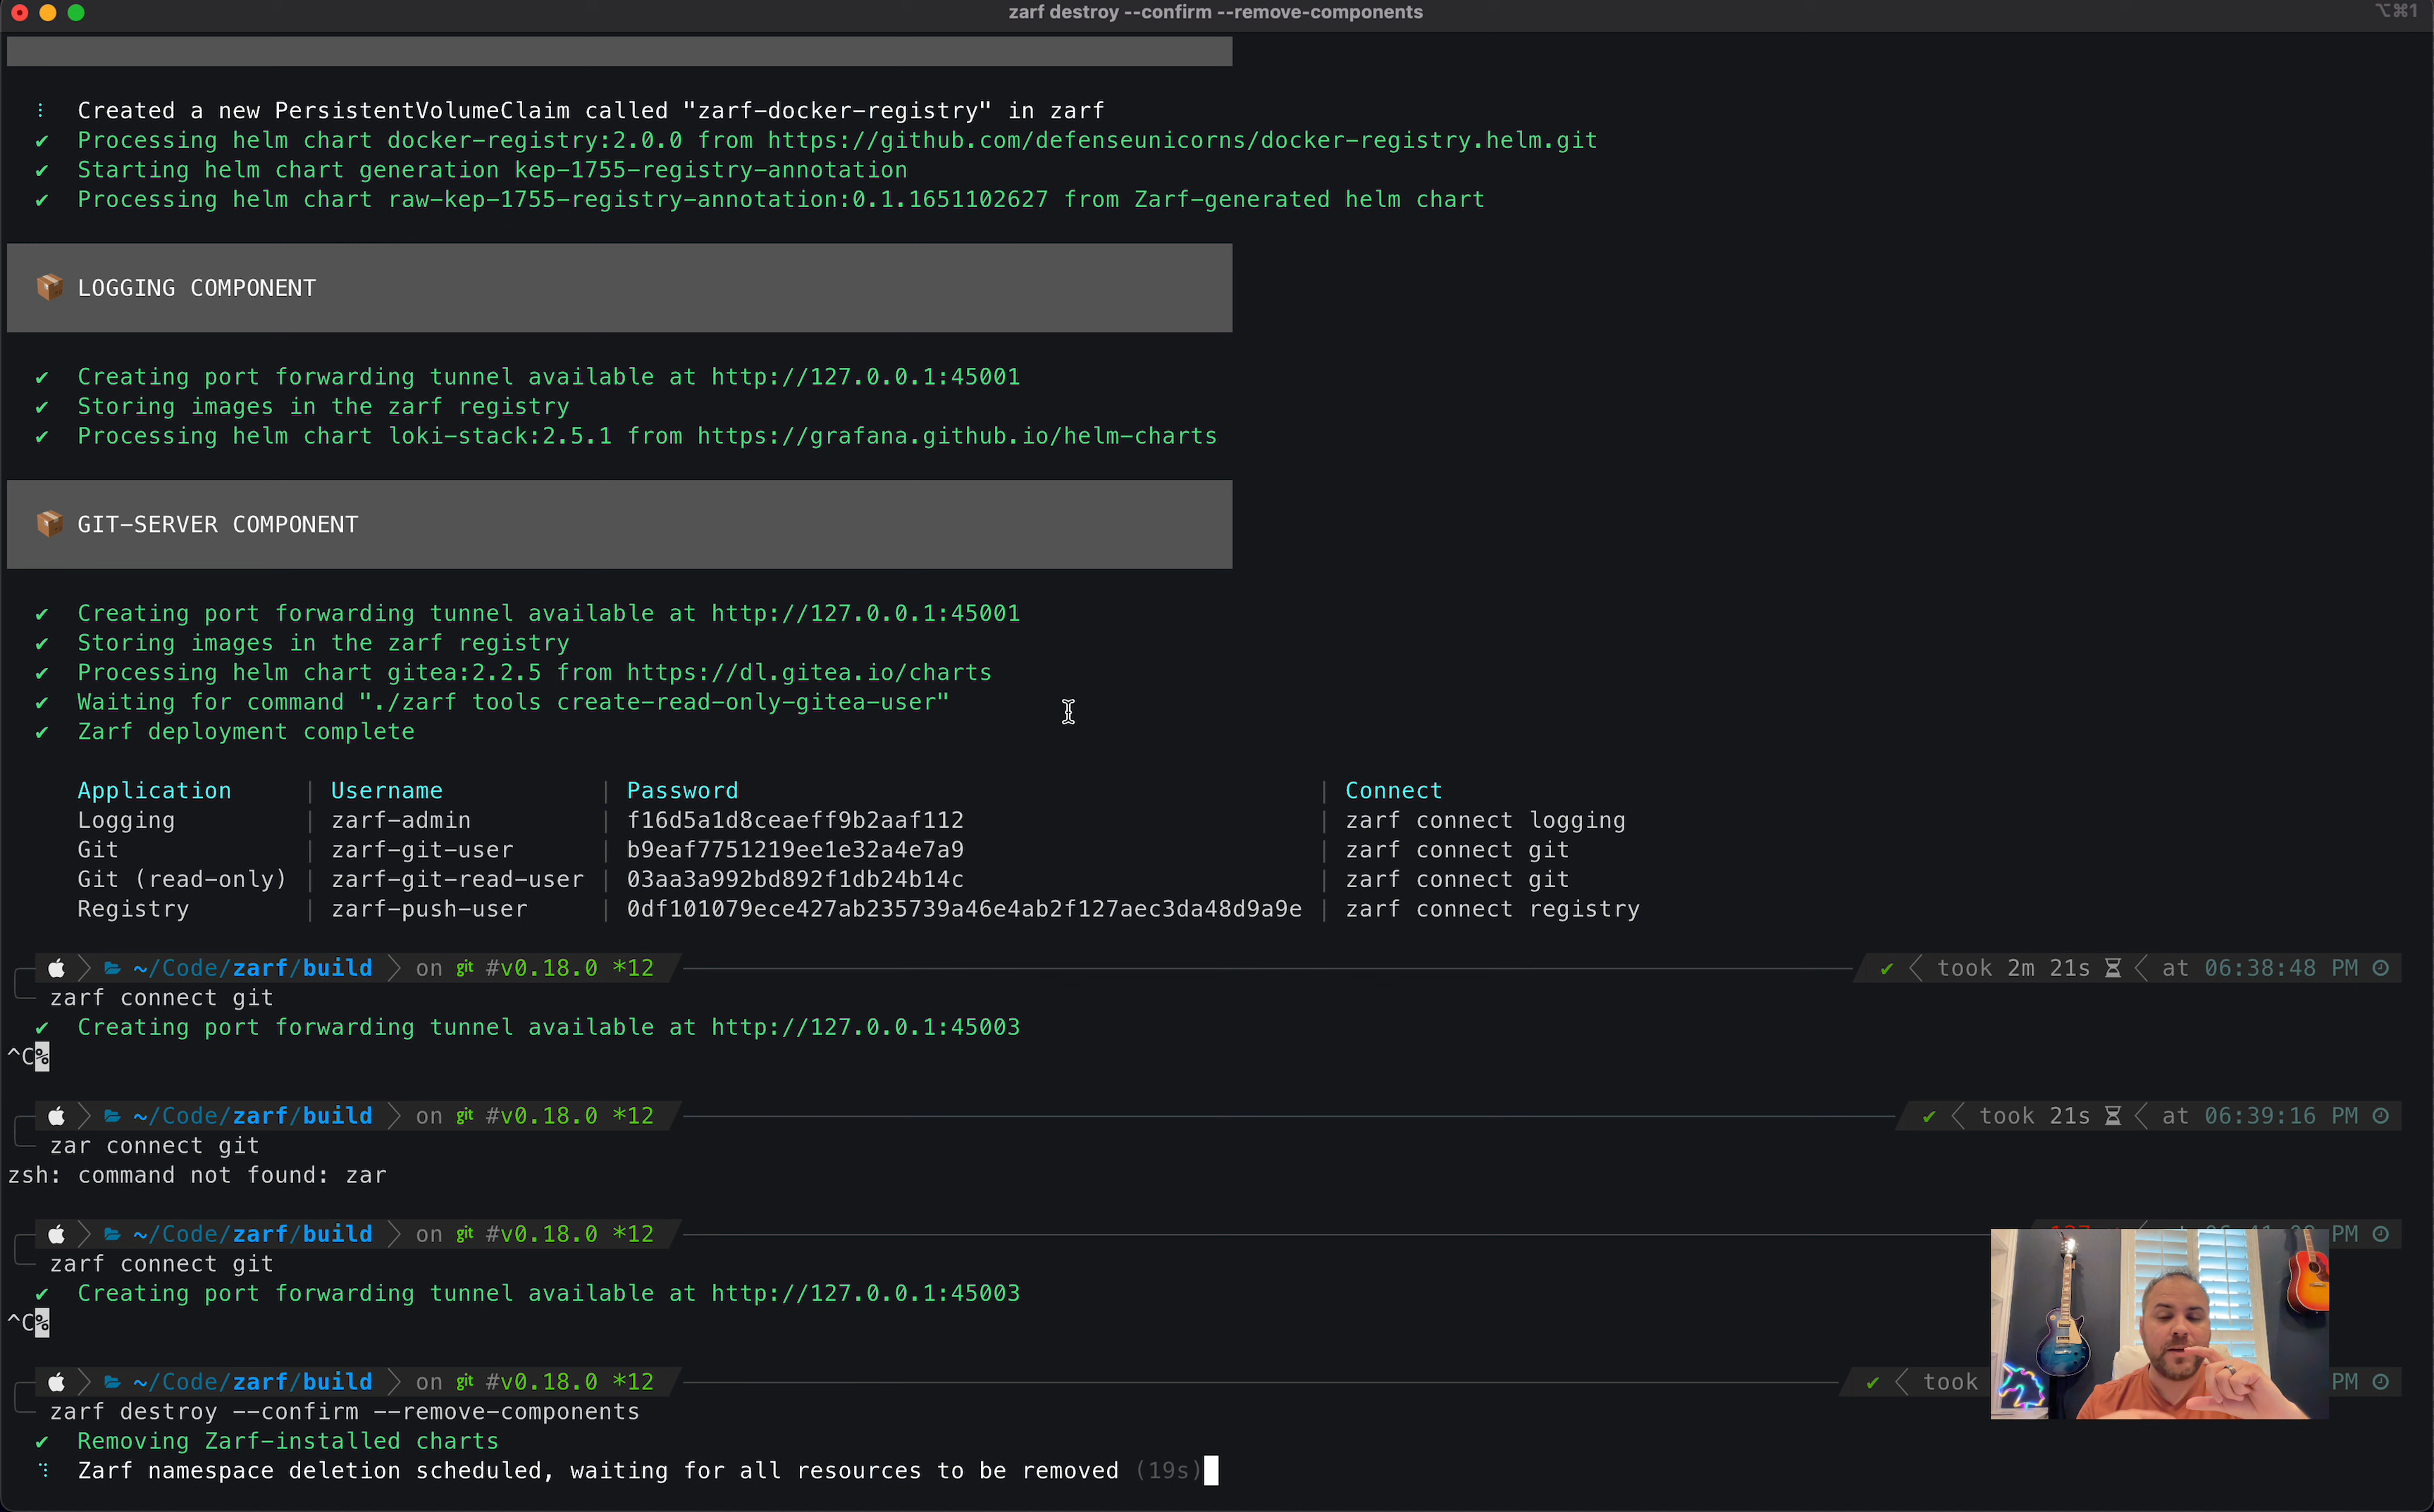 zarf destroy --confirm --remove-components
⌥⌘1
Created a new PersistentVolumeClaim called "zarf-docker-registry" in zarf
✔ Processing helm chart docker-registry:2.0.0 from https://github.com/defenseunicorns/docker-registry.helm.git
✔ Starting helm chart generation kep-1755-registry-annotation
✔ Processing helm chart raw-kep-1755-registry-annotation:0.1.1651102627 from Zarf-generated helm chart
📦 LOGGING COMPONENT
✔ Creating port forwarding tunnel available at http://127.0.0.1:45001
✔ Storing images in the zarf registry
✔ Processing helm chart loki-stack:2.5.1 from https://grafana.github.io/helm-charts
📦 GIT-SERVER COMPONENT
✔ Creating port forwarding tunnel available at http://127.0.0.1:45001
✔ Storing images in the zarf registry
✔ Processing helm chart gitea:2.2.5 from https://dl.gitea.io/charts
✔ Waiting for command "./zarf tools create-read-only-gitea-user"
✔ Zarf deployment complete
Application | Username | Password | Connect
Logging | zarf-admin | f16d5a1d8ceaeff9b2aaf112 | zarf connect logging
Git | zarf-git-user | b9eaf7751219ee1e32a4e7a9 | zarf connect git
Git (read-only) | zarf-git-read-user | 03aa3a992bd892f1db24b14c | zarf connect git
Registry | zarf-push-user | 0df101079ece427ab235739a46e4ab2f127aec3da48d9a9e | zarf connect registry
~/Code/zarf/build on git #v0.18.0 *12 ✔ took 2m 21s at 06:38:48 PM
zarf connect git
✔ Creating port forwarding tunnel available at http://127.0.0.1:45003
^C%
~/Code/zarf/build on git #v0.18.0 *12 ✔ took 21s at 06:39:16 PM
zar connect git
zsh: command not found: zar
~/Code/zarf/build on git #v0.18.0 *12 PM
zarf connect git
✔ Creating port forwarding tunnel available at http://127.0.0.1:45003
^C%
~/Code/zarf/build on git #v0.18.0 *12 ✔ took PM
zarf destroy --confirm --remove-components
✔ Removing Zarf-installed charts
Zarf namespace deletion scheduled, waiting for all resources to be removed (19s)